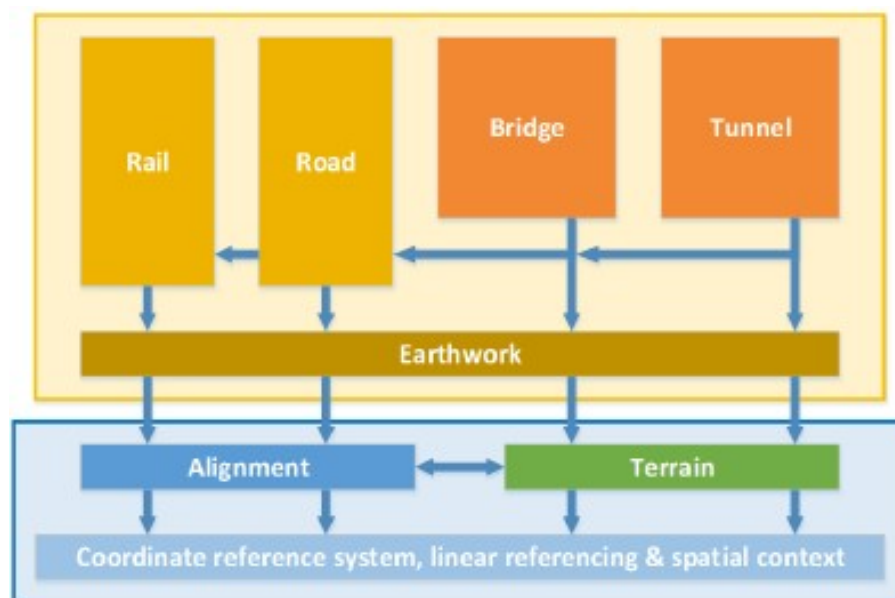 Rail
Road
Bridge
Tunnel
Earthwork
Alignment
Terrain
Coordinate reference system, linear referencing & spatial context